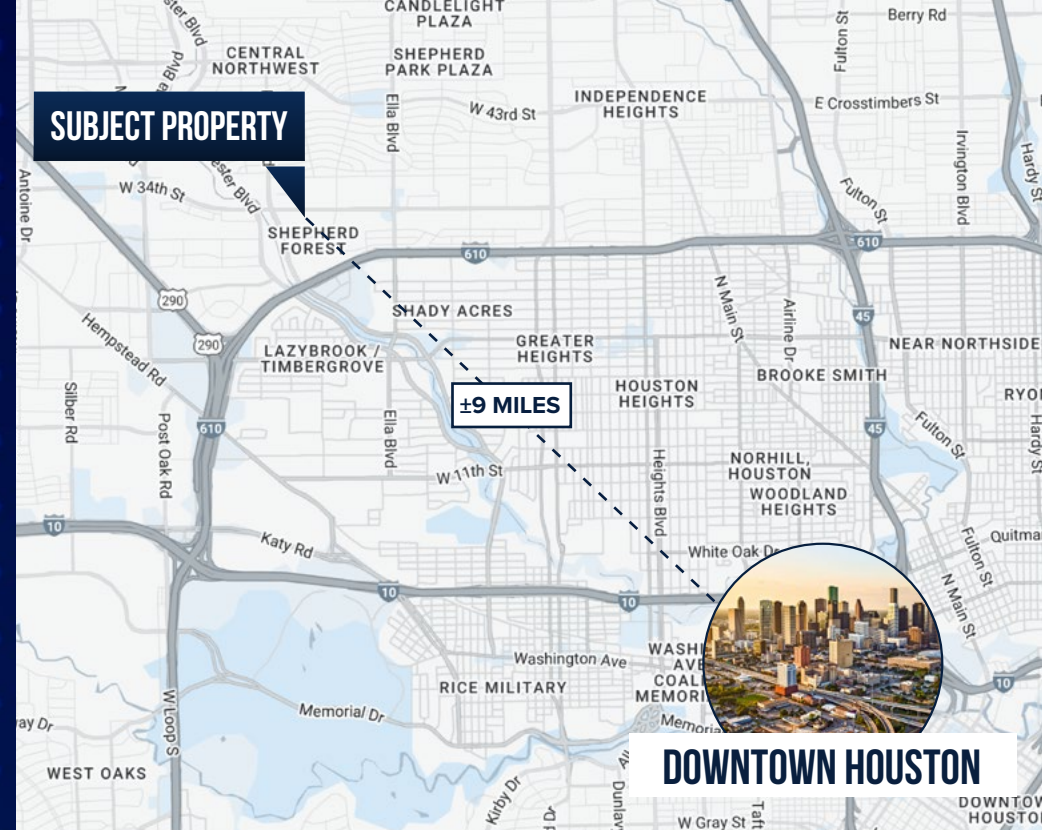 CANDLELIGHT
PLAZA
Berry Rd
Fulton St
CENTRAL
NORTHWEST
SHEPHERD
PARK PLAZA
INDEPENDENCE
HEIGHTS
E Crosstimbers St
W 43rd St
Ella Blvd
SUBJECT PROPERTY
Irvington Blvd
Hardy St
Antoine Dr
W 34th St
Fulton St
SHEPHERD
FOREST
610
610
290
SHADY ACRES
N Main St
Airline Dr
45
290
Hempstead Rd
LAZYBROOK /
TIMBERGROVE
GREATER
HEIGHTS
NEAR NORTHSIDE
BROOKE SMITH
HOUSTON
HEIGHTS
Silber Rd
±9 MILES
Post Oak Rd
610
Ella Blvd
45
Fulton St
Hardy St
W 11th St
Heights Blvd
NORHILL,
HOUSTON
WOODLAND
HEIGHTS
10
Katy Rd
White Oak Dr
Fulton St
N Main St
10
10
Washington Ave
RICE MILITARY
10
W Loop S
Memorial Dr
WEST OAKS
DOWNTOWN HOUSTON
Kirby Dr
W Gray St
Taft